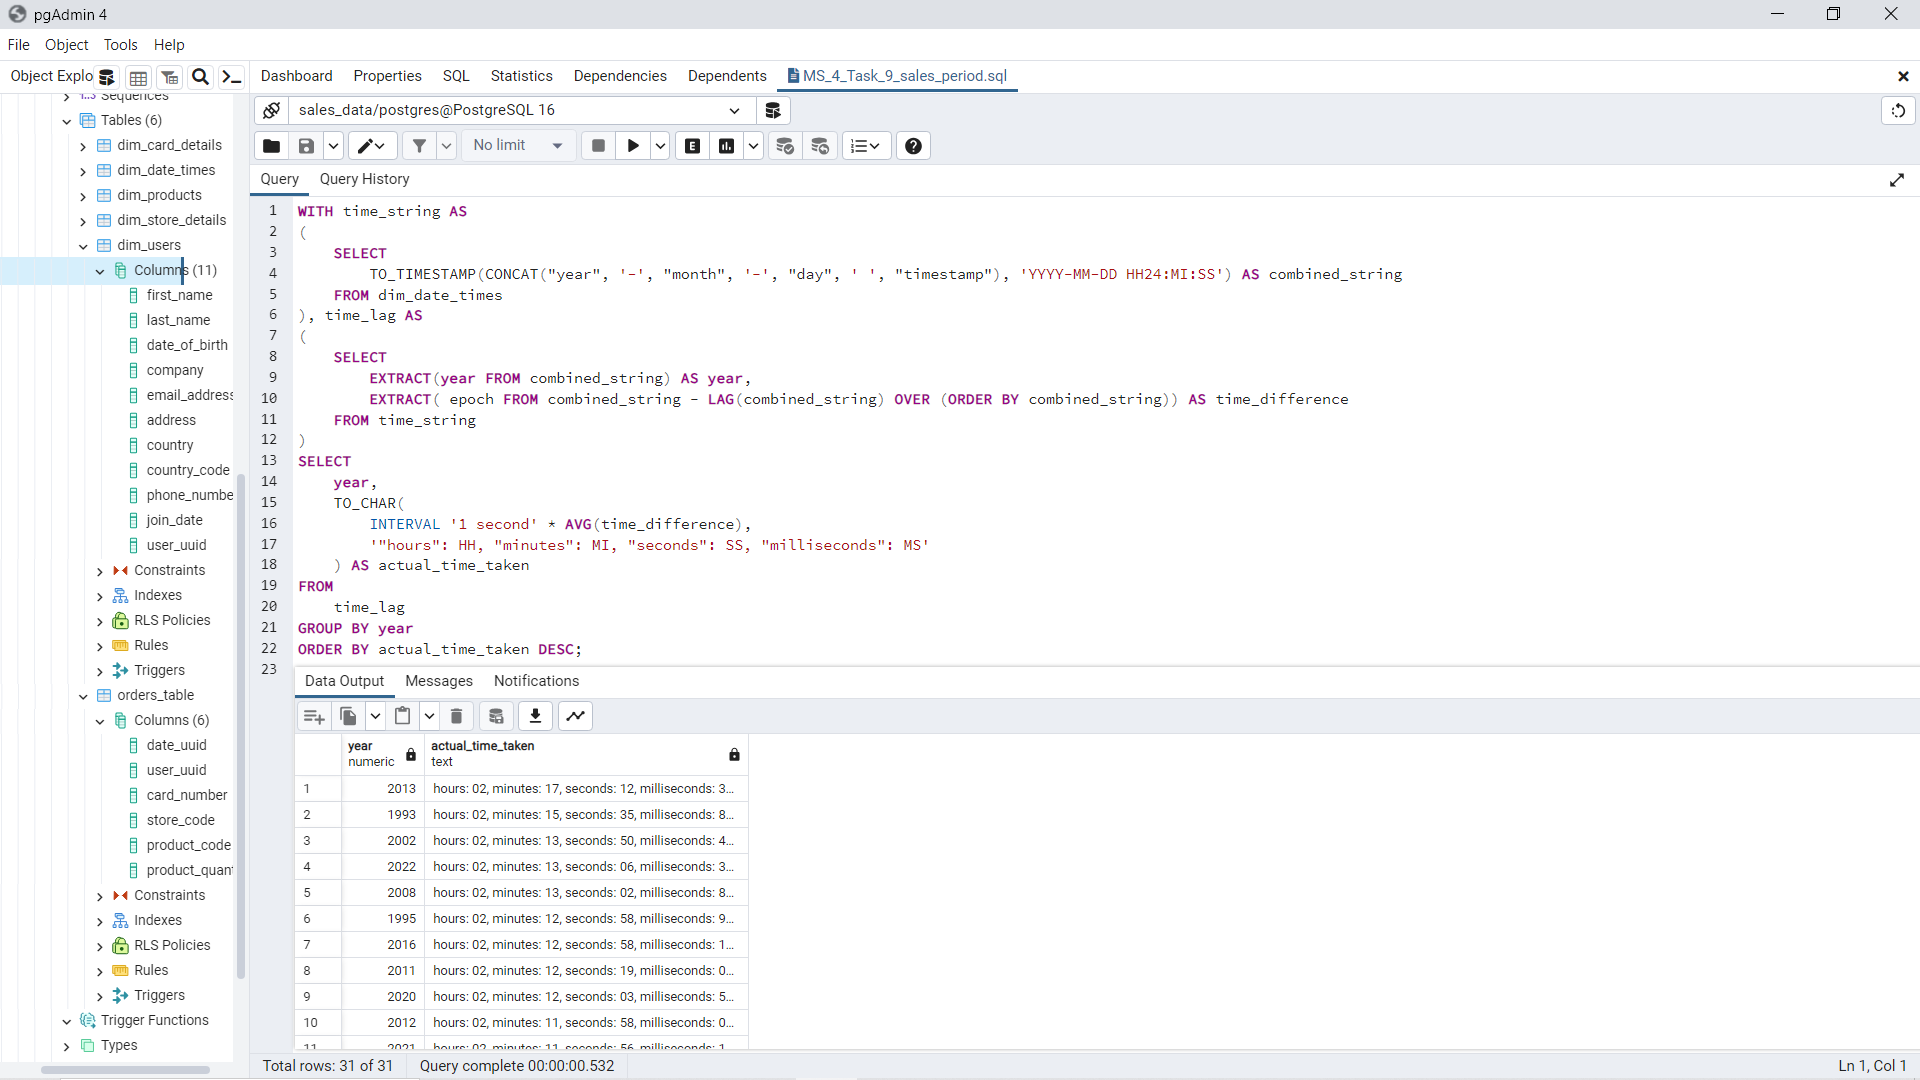 pgAdmin 4
File Object Tools Help
Object Explo
Dashboard Properties SQL Statistics Dependencies Dependents MS_4_Task_9_sales_period.sql
Sequences
Tables (6)
dim_card_details
dim_date_times
dim_products
dim_store_details
dim_users
Columns (11)
first_name
last_name
date_of_birth
company
email_address
address
country
country_code
phone_numbe
join_date
user_uuid
Constraints
Indexes
RLS Policies
Rules
Triggers
orders_table
Columns (6)
date_uuid
user_uuid
card_number
store_code
product_code
product_quant
Constraints
Indexes
RLS Policies
Rules
Triggers
Trigger Functions
Types
sales_data/postgres@PostgreSQL 16
No limit
E
Query Query History
1 WITH time_string AS
2 (
3 SELECT
4 TO_TIMESTAMP(CONCAT("year", '-', "month", '-', "day", ' ', "timestamp"), 'YYYY-MM-DD HH24:MI:SS') AS combined_string
5 FROM dim_date_times
6 ), time_lag AS
7 (
8 SELECT
9 EXTRACT(year FROM combined_string) AS year,
10 EXTRACT( epoch FROM combined_string - LAG(combined_string) OVER (ORDER BY combined_string)) AS time_difference
11 FROM time_string
12 )
13 SELECT
14 year,
15 TO_CHAR(
16 INTERVAL '1 second' * AVG(time_difference),
17 '"hours": HH, "minutes": MI, "seconds": SS, "milliseconds": MS'
18 ) AS actual_time_taken
19 FROM
20 time_lag
21 GROUP BY year
22 ORDER BY actual_time_taken DESC;
23
Data Output Messages Notifications
year actual_time_taken
numeric text
1 2013 hours: 02, minutes: 17, seconds: 12, milliseconds: 3...
2 1993 hours: 02, minutes: 15, seconds: 35, milliseconds: 8...
3 2002 hours: 02, minutes: 13, seconds: 50, milliseconds: 4...
4 2022 hours: 02, minutes: 13, seconds: 06, milliseconds: 3...
5 2008 hours: 02, minutes: 13, seconds: 02, milliseconds: 8...
6 1995 hours: 02, minutes: 12, seconds: 58, milliseconds: 9...
7 2016 hours: 02, minutes: 12, seconds: 58, milliseconds: 1...
8 2011 hours: 02, minutes: 12, seconds: 19, milliseconds: 0...
9 2020 hours: 02, minutes: 12, seconds: 03, milliseconds: 5...
10 2012 hours: 02, minutes: 11, seconds: 58, milliseconds: 0...
11 2021 hours: 02, minutes: 11, seconds: 56, milliseconds: 1...
Total rows: 31 of 31 Query complete 00:00:00.532
Ln 1, Col 1